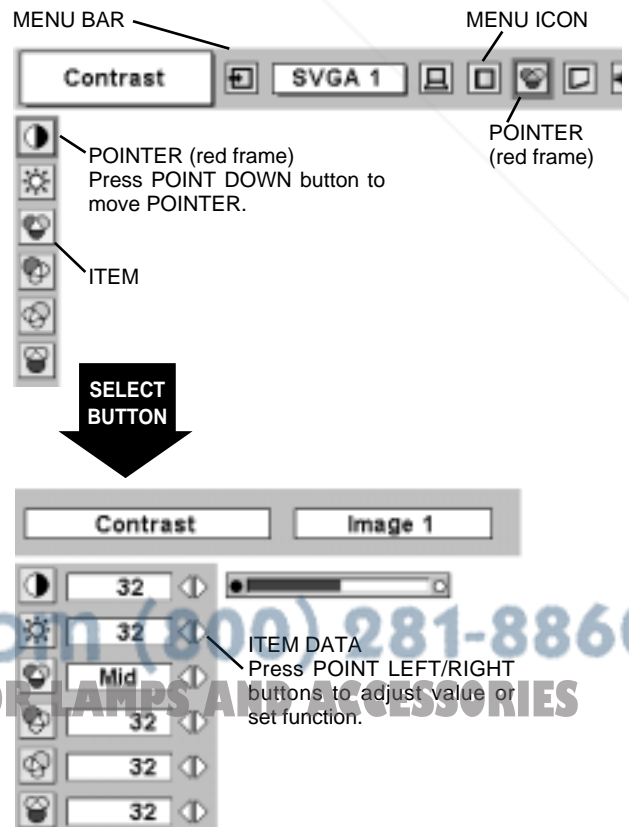 MENU BAR
MENU ICON
Contrast
SVGA 1
POINTER
(red frame)
POINTER (red frame)
Press POINT DOWN button to
move POINTER.
ITEM
SELECT
BUTTON
Contrast
Image 1
32
32
Mid
32
32
32
ITEM DATA
Press POINT LEFT/RIGHT
buttons to adjust value or
set function.
om (800) 281-8860
R LAMPS AND ACCESSORIES